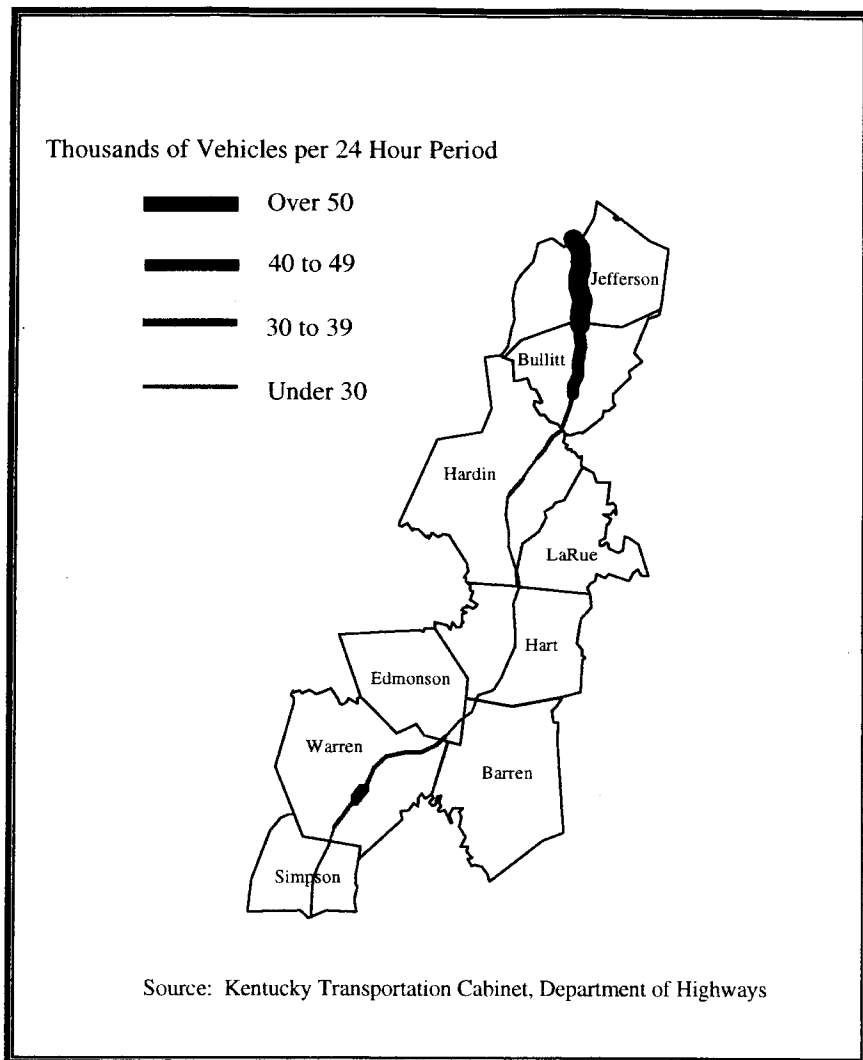 Thousands of Vehicles per 24 Hour Period
Over 50
40 to 49
30 to 39
Under 30
Jefferson
Bullitt
Hardin
LaRue
Hart
Edmonson
Warren
Barren
Simpson
Source: Kentucky Transportation Cabinet, Department of Highways